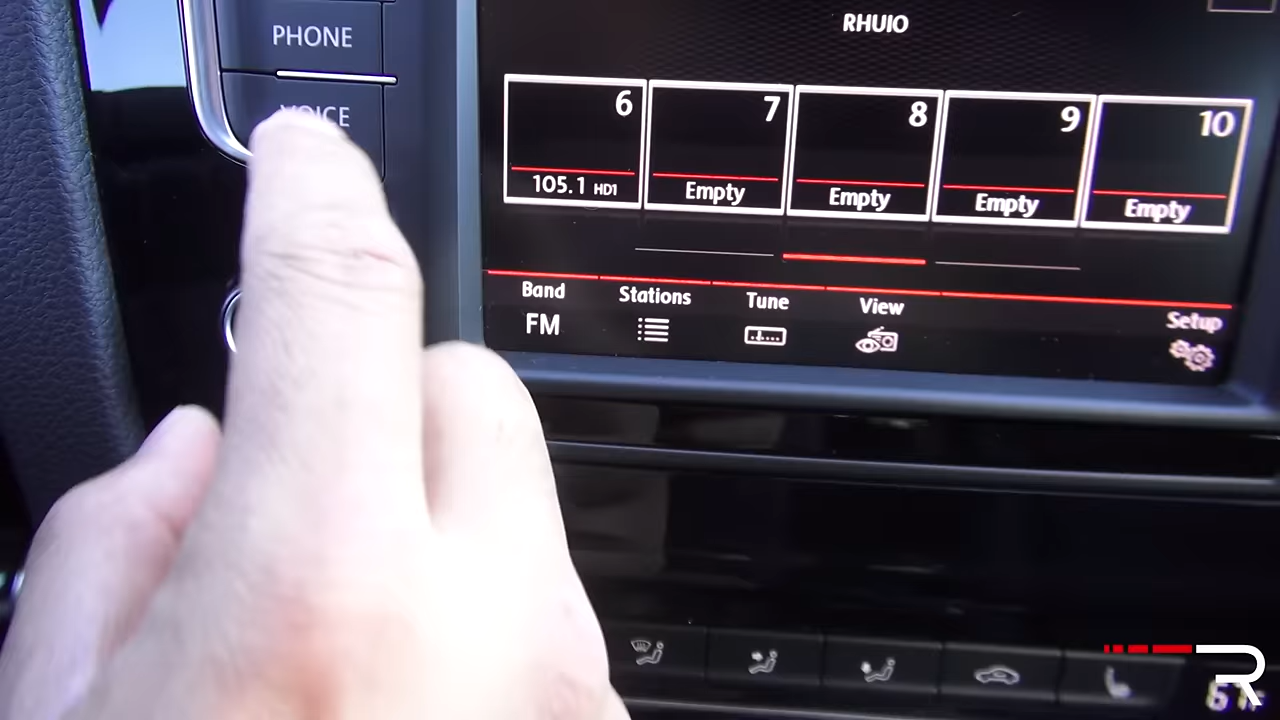 PHONE
VOICE
RHUIO
6 7 8 9 10
105.1 HD1 Empty Empty Empty Empty
Band Stations Tune View Setup
FM